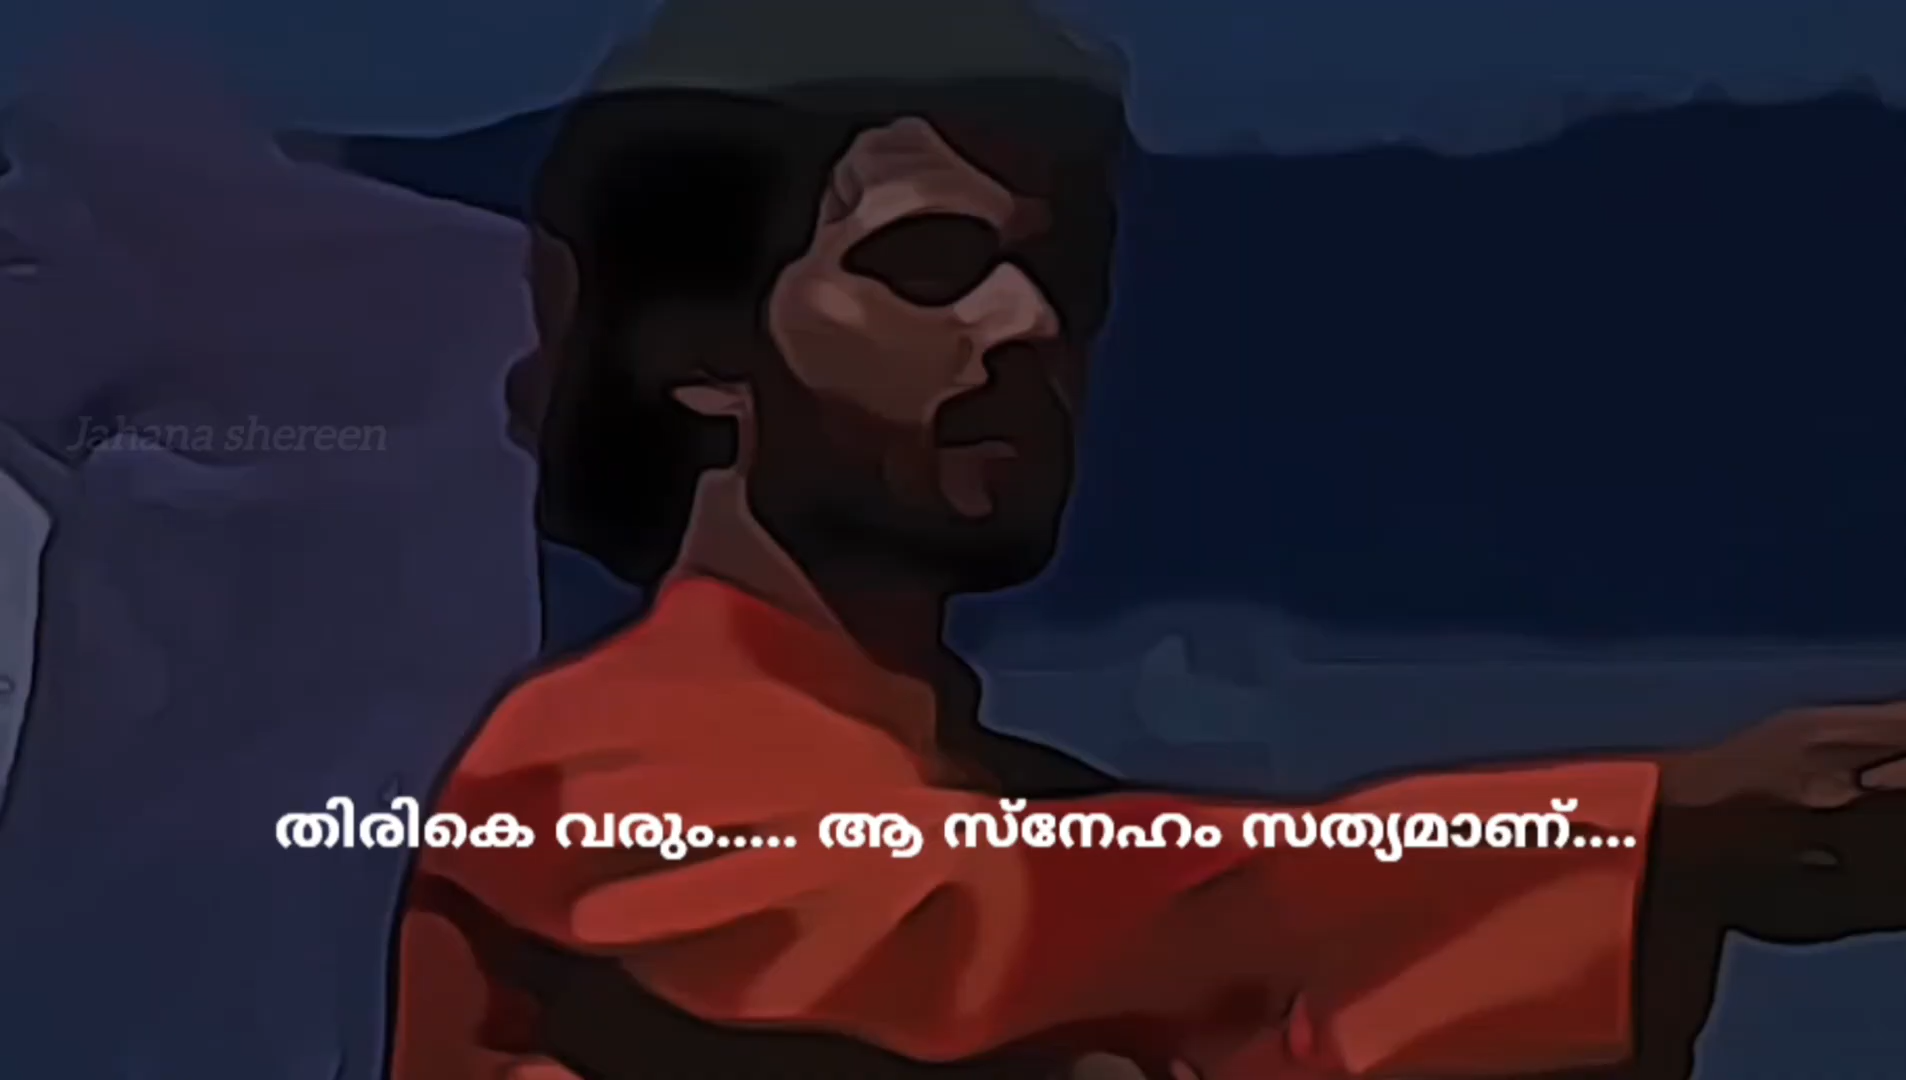 Jahana shereen
തിരികെ വരും..... ആ സ്നേഹം സത്യമാണ്....